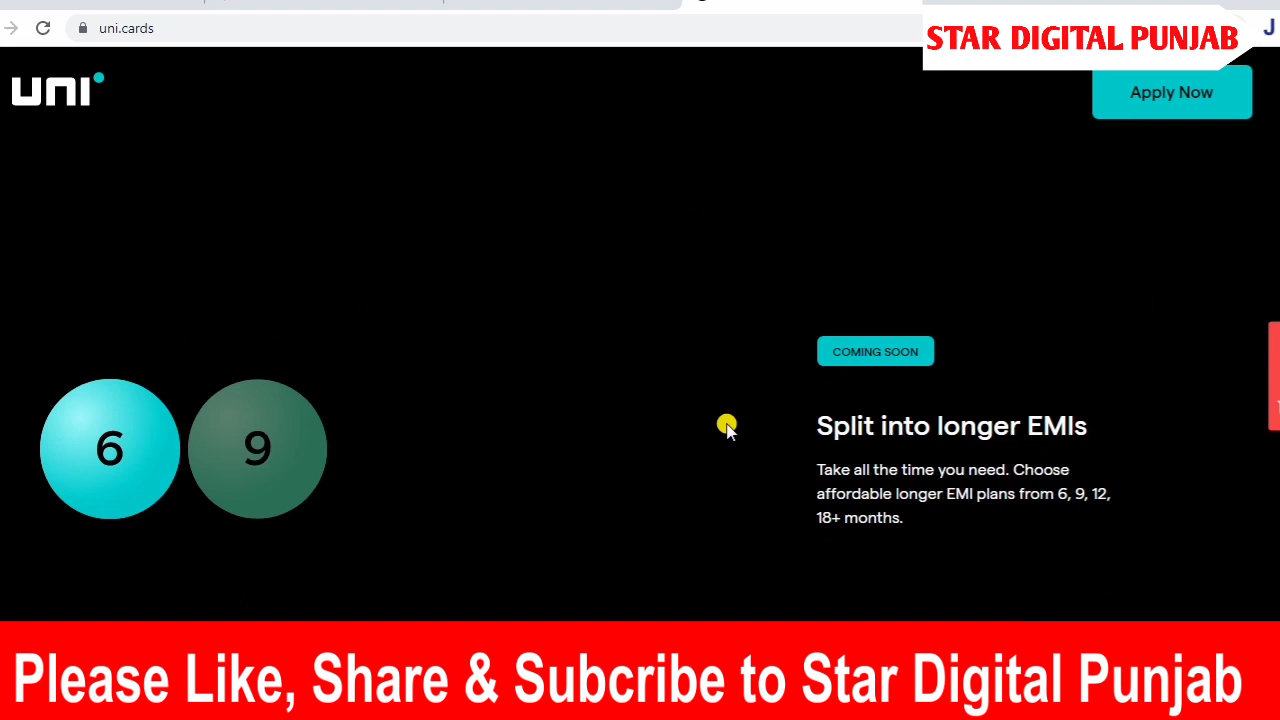 uni.cards
STAR DIGITAL PUNJAB
J
uni
Apply Now
COMING SOON
6 9
Split into longer EMIs
Take all the time you need. Choose
affordable longer EMI plans from 6, 9, 12,
18+ months.
Please Like, Share & Subcribe to Star Digital Punjab